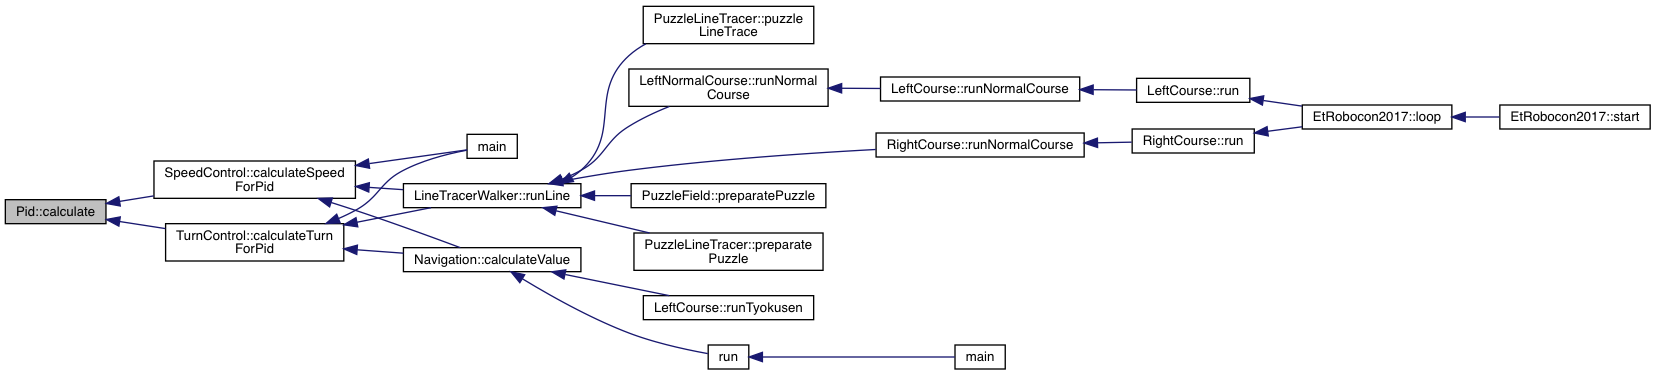 Pid::calculate
SpeedControl::calculateSpeed
ForPid
TurnControl::calculateTurn
ForPid
main
LineTracerWalker::runLine
Navigation::calculateValue
PuzzleLineTracer::puzzle
LineTrace
LeftNormalCourse::runNormal
Course
LeftCourse::runNormalCourse
LeftCourse::run
EtRobocon2017::loop
EtRobocon2017::start
RightCourse::runNormalCourse
RightCourse::run
PuzzleField::preparatePuzzle
PuzzleLineTracer::preparate
Puzzle
LeftCourse::runTyokusen
run
main